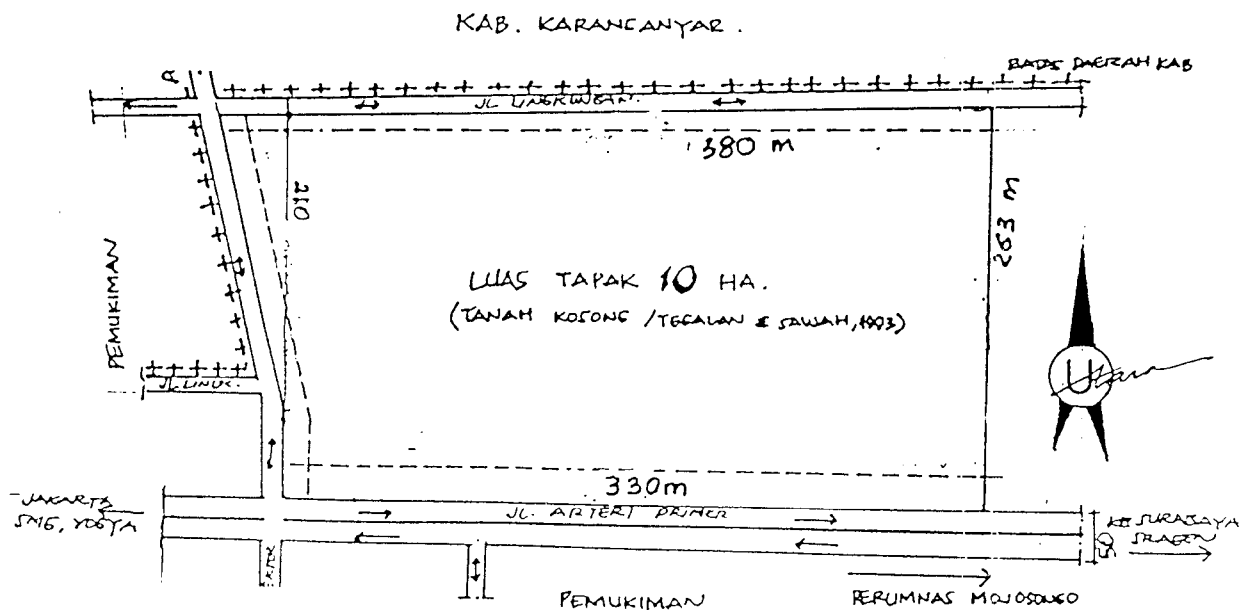 KAB. KARANGANYAR.
BATAS DAERAH KAB
JL LINGKUNGAN.
380 m
210
263 m
PEMUKIMAN
LUAS TAPAK 10 HA.
(TANAH KOSONG / TEGALAN & SAWAH, 1993)
JL. LINGK.
U
Utara
330m
JAKARTA
SMG, YOGYA
JL. ARTERI PRIMER
KE SURABAYA
SRAGEN
50
PEMUKIMAN
PERUMNAS MOJOSONGO